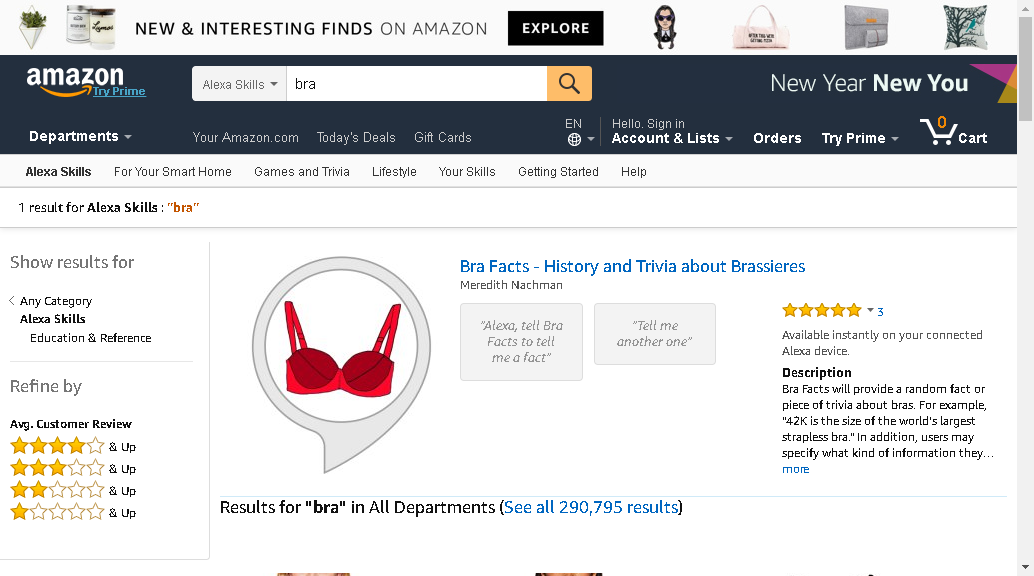 NEW & INTERESTING FINDS ON AMAZON EXPLORE
amazon
Try Prime
Alexa Skills
bra
New Year New You
Departments
Your Amazon.com Today's Deals Gift Cards
EN
Hello. Sign in
Account & Lists
Orders
Try Prime
0
Cart
Alexa Skills For Your Smart Home Games and Trivia Lifestyle Your Skills Getting Started Help
1 result for Alexa Skills : "bra"
Show results for
Any Category
Alexa Skills
Education & Reference
Refine by
Avg. Customer Review
& Up
& Up
& Up
& Up
Bra Facts - History and Trivia about Brassieres
Meredith Nachman
"Alexa, tell Bra
Facts to tell
me a fact"
"Tell me
another one"
3
Available instantly on your connected
Alexa device.
Description
Bra Facts will provide a random fact or
piece of trivia about bras. For example,
"42K is the size of the world's largest
strapless bra." In addition, users may
specify what kind of information they...
more
Results for "bra" in All Departments (See all 290,795 results)